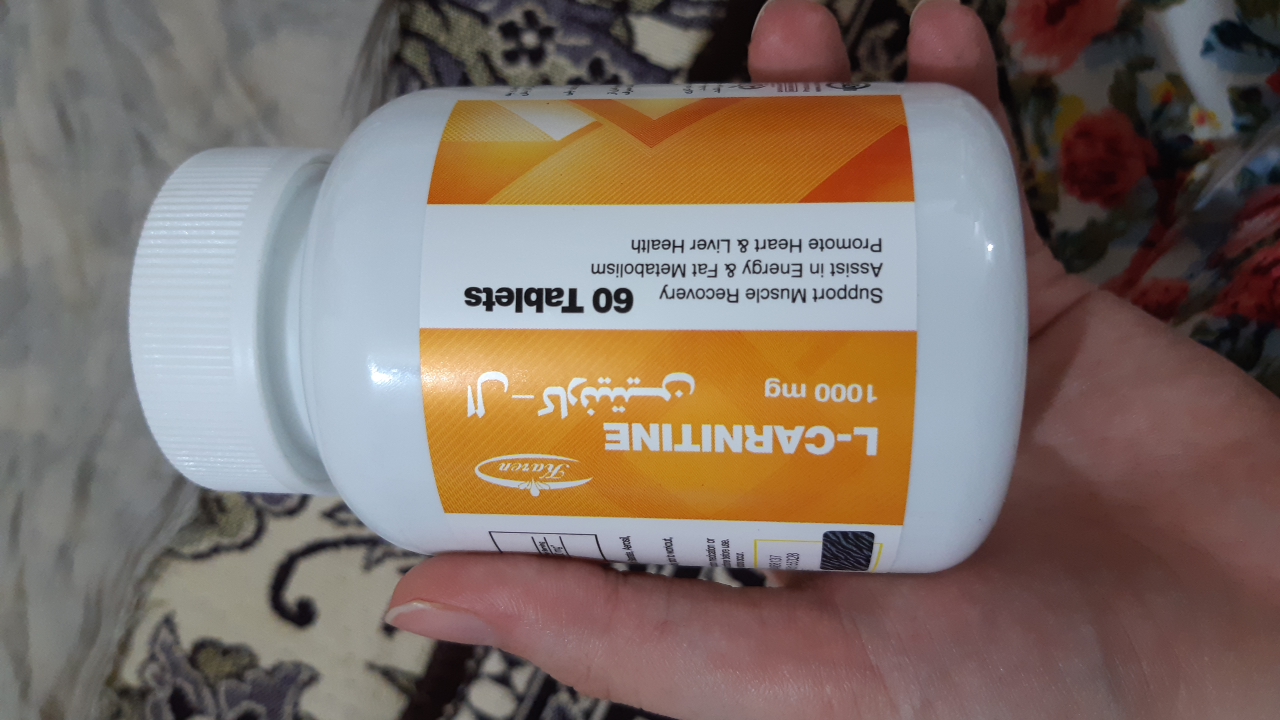 Karen
L-CARNITINE
1000 mg
ال – کارنیتین
60 Tablets
Support Muscle Recovery
Assist in Energy & Fat Metabolism
Promote Heart & Liver Health